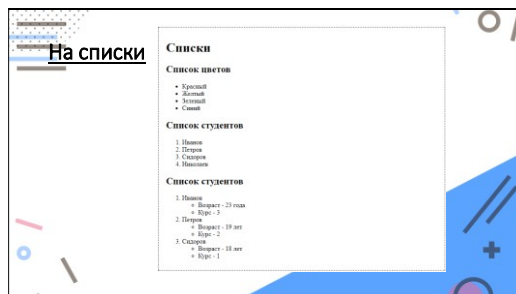 На списки
Списки
Список цветов
• Красный
• Желтый
• Зеленый
• Синий
Список студентов
1. Иванов
2. Петров
3. Сидоров
4. Николаев
Список студентов
1. Иванов
○ Возраст - 23 года
○ Курс - 3
2. Петров
○ Возраст - 19 лет
○ Курс - 2
3. Сидоров
○ Возраст - 18 лет
○ Курс - 1